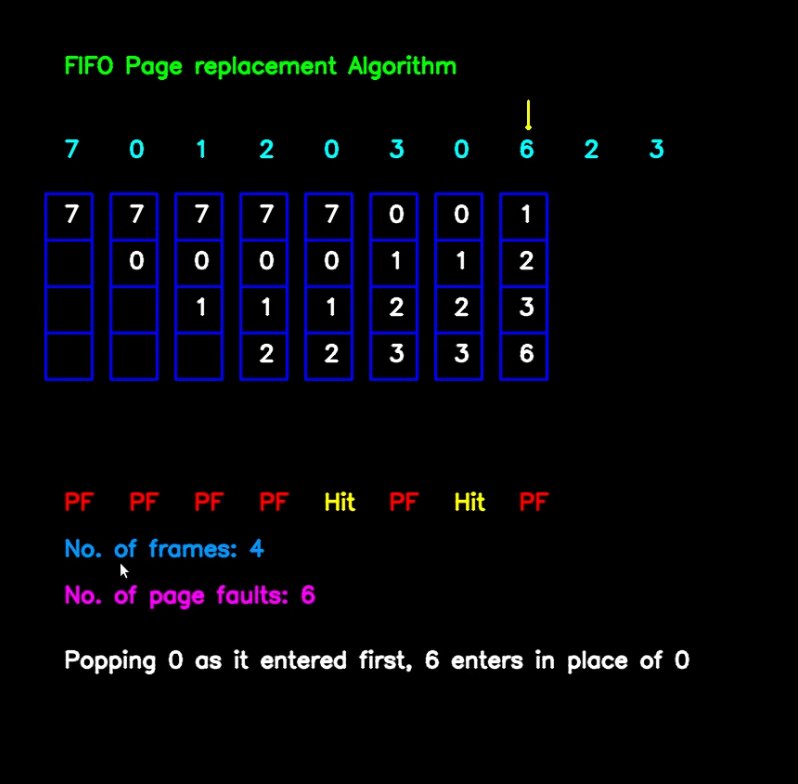 FIFO Page replacement Algorithm
7 0 1 2 0 3 0 6 2 3
7 7 7 7 7 0 0 1
0 0 0 0 1 1 2
1 1 1 2 2 3
2 2 3 3 6
PF PF PF PF Hit PF Hit PF
No. of frames: 4
No. of page faults: 6
Popping 0 as it entered first, 6 enters in place of 0